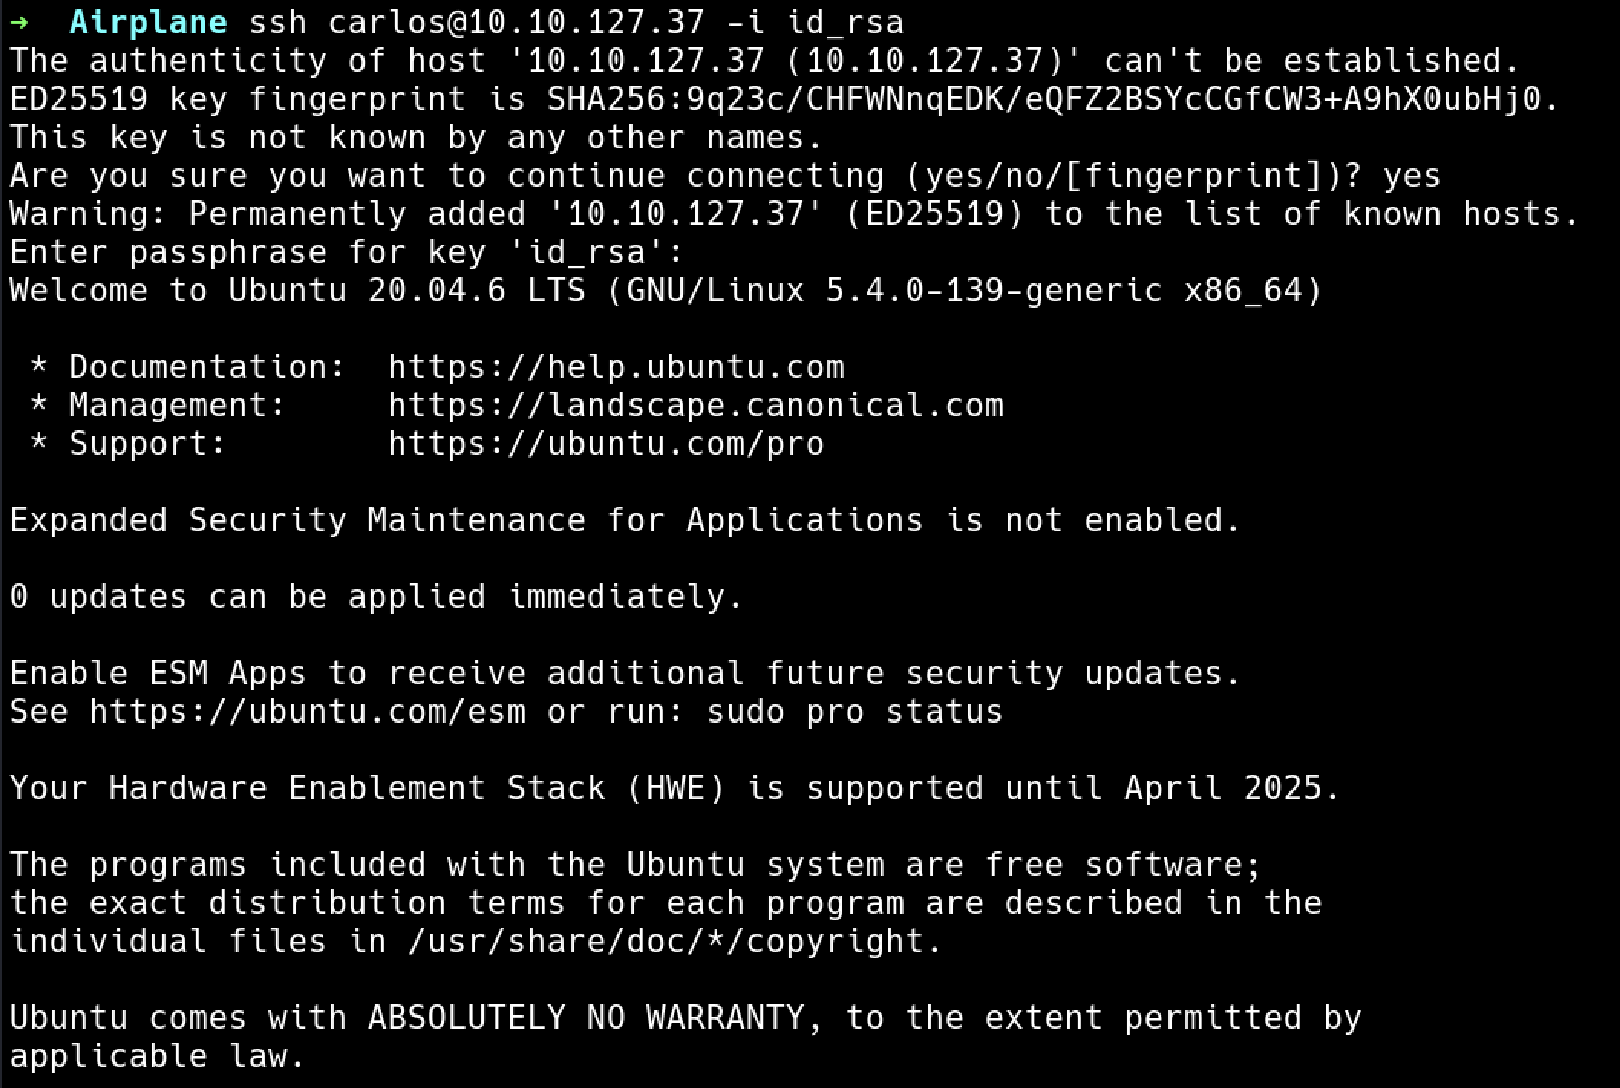 →  Airplane ssh carlos@10.10.127.37 -i id_rsa
The authenticity of host '10.10.127.37 (10.10.127.37)' can't be established.
ED25519 key fingerprint is SHA256:9q23c/CHFWNnqEDK/eQFZ2BSYcCGfCW3+A9hX0ubHj0.
This key is not known by any other names.
Are you sure you want to continue connecting (yes/no/[fingerprint])? yes
Warning: Permanently added '10.10.127.37' (ED25519) to the list of known hosts.
Enter passphrase for key 'id_rsa':
Welcome to Ubuntu 20.04.6 LTS (GNU/Linux 5.4.0-139-generic x86_64)

 * Documentation:  https://help.ubuntu.com
 * Management:     https://landscape.canonical.com
 * Support:        https://ubuntu.com/pro

Expanded Security Maintenance for Applications is not enabled.

0 updates can be applied immediately.

Enable ESM Apps to receive additional future security updates.
See https://ubuntu.com/esm or run: sudo pro status

Your Hardware Enablement Stack (HWE) is supported until April 2025.

The programs included with the Ubuntu system are free software;
the exact distribution terms for each program are described in the
individual files in /usr/share/doc/*/copyright.

Ubuntu comes with ABSOLUTELY NO WARRANTY, to the extent permitted by
applicable law.